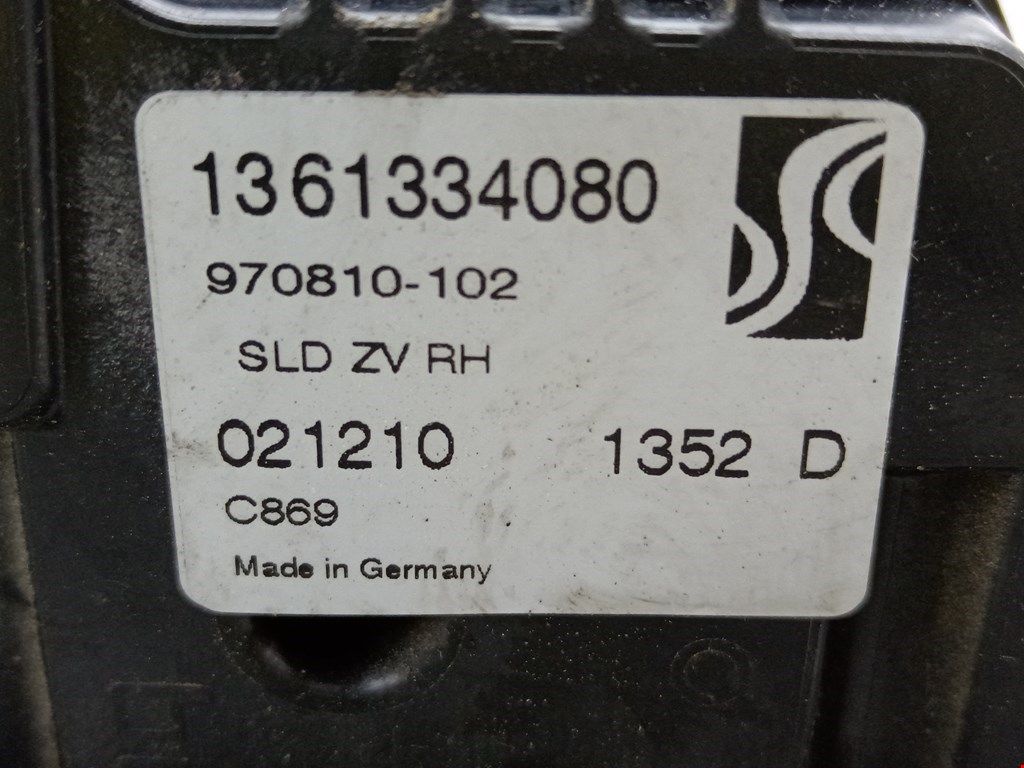 1361334080
970810-102
SLD ZV RH
021210 1352 D
C869
Made in Germany